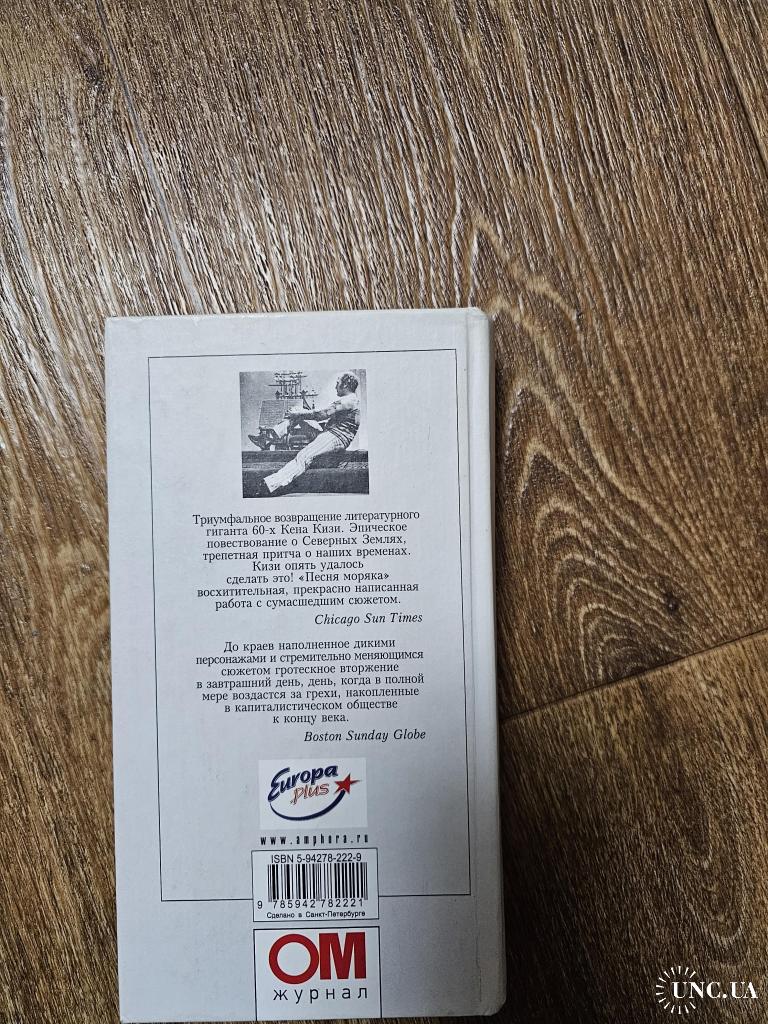 Триумфальное возвращение литературного
гиганта 60-х Кена Кизи. Эпическое
повествование о Северных Землях,
трепетная притча о наших временах.
Кизи опять удалось
сделать это! «Песня моряка»
восхитительная, прекрасно написанная
работа с сумасшедшим сюжетом.
Chicago Sun Times
До краев наполненное дикими
персонажами и стремительно меняющимся
сюжетом гротескное вторжение
в завтрашний день, день, когда в полной
мере воздастся за грехи, накопленные
в капиталистическом обществе
к концу века.
Boston Sunday Globe
Europa
plus
www.amphora.ru
ISBN 5-94278-222-9
9 785942 782221
Сделано в Санкт-Петербурге
ОМ
журнал
UNC.UA